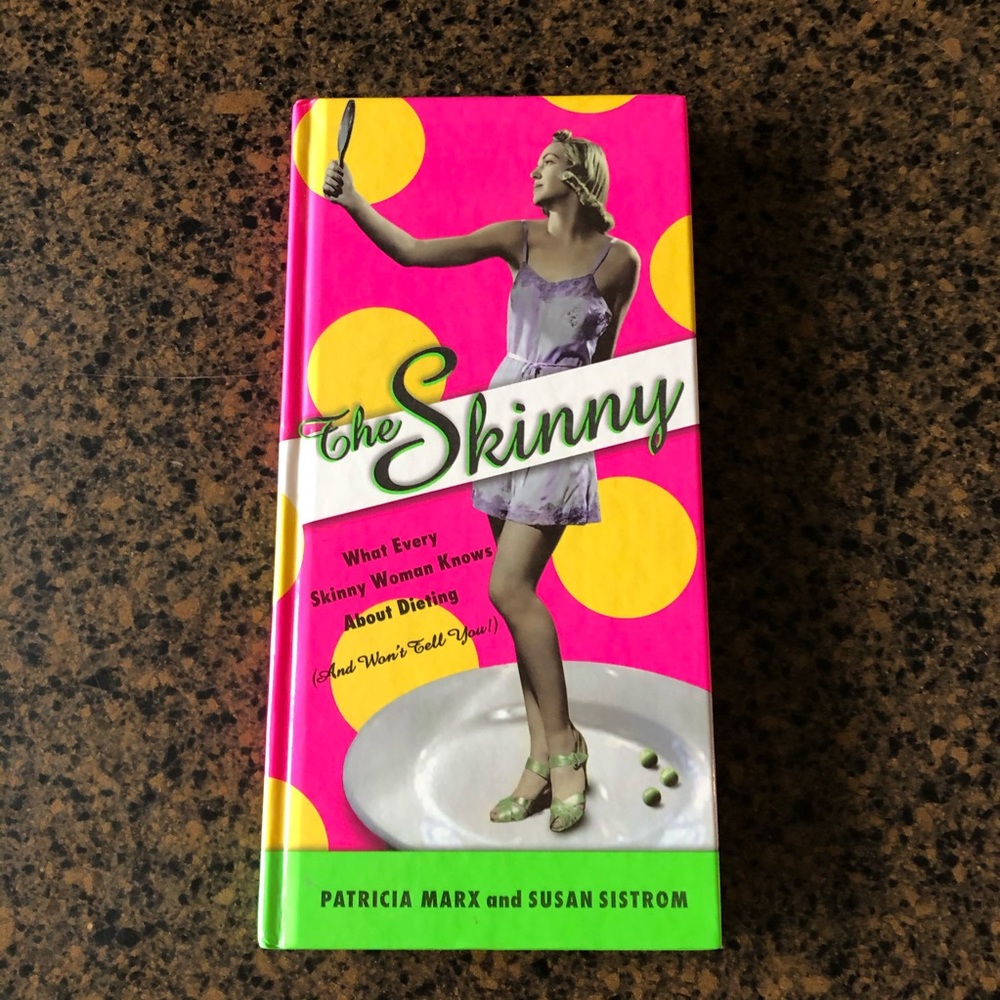 The Skinny
What Every
Skinny Woman Knows
About Dieting
(And Won't Tell You!)
PATRICIA MARX and SUSAN SISTROM